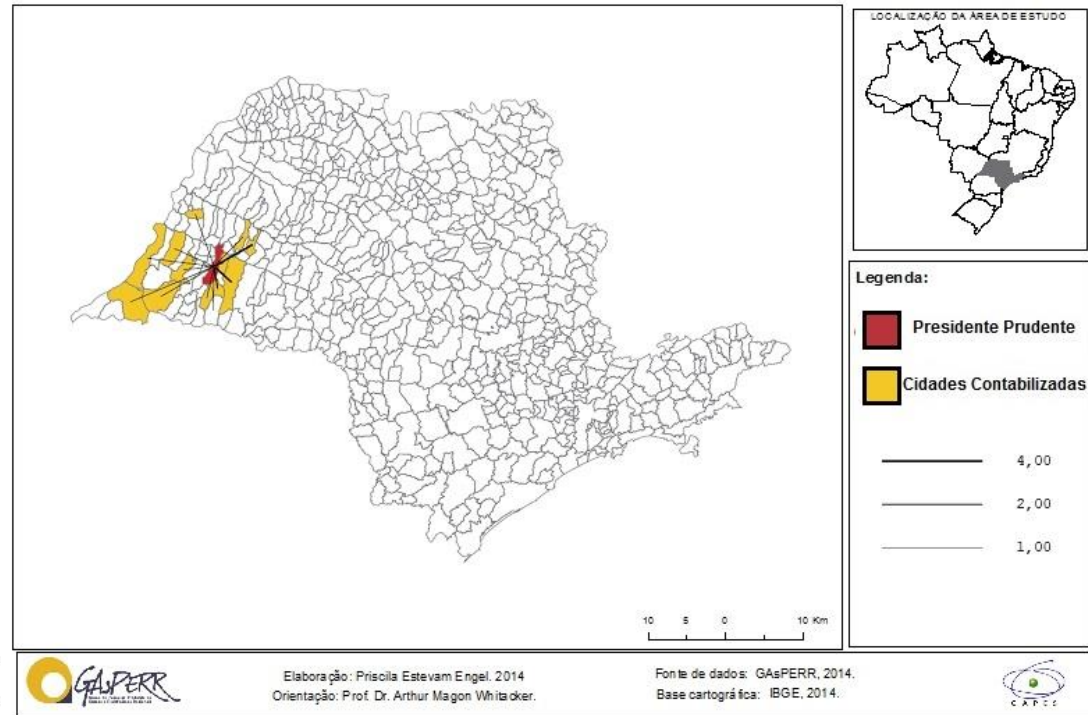 LOCALIZAÇÃO DA ÁREA DE ESTUDO
Legenda:
Presidente Prudente
Cidades Contabilizadas
4,00
2,00
1,00
10 5 0 10 Km
GAsPERR
Elaboração: Priscila Estevam Engel. 2014
Orientação: Prof. Dr. Arthur Magon Whitacker.
Fonte de dados: GAsPERR, 2014.
Base cartográfica: IBGE, 2014.
CAPES